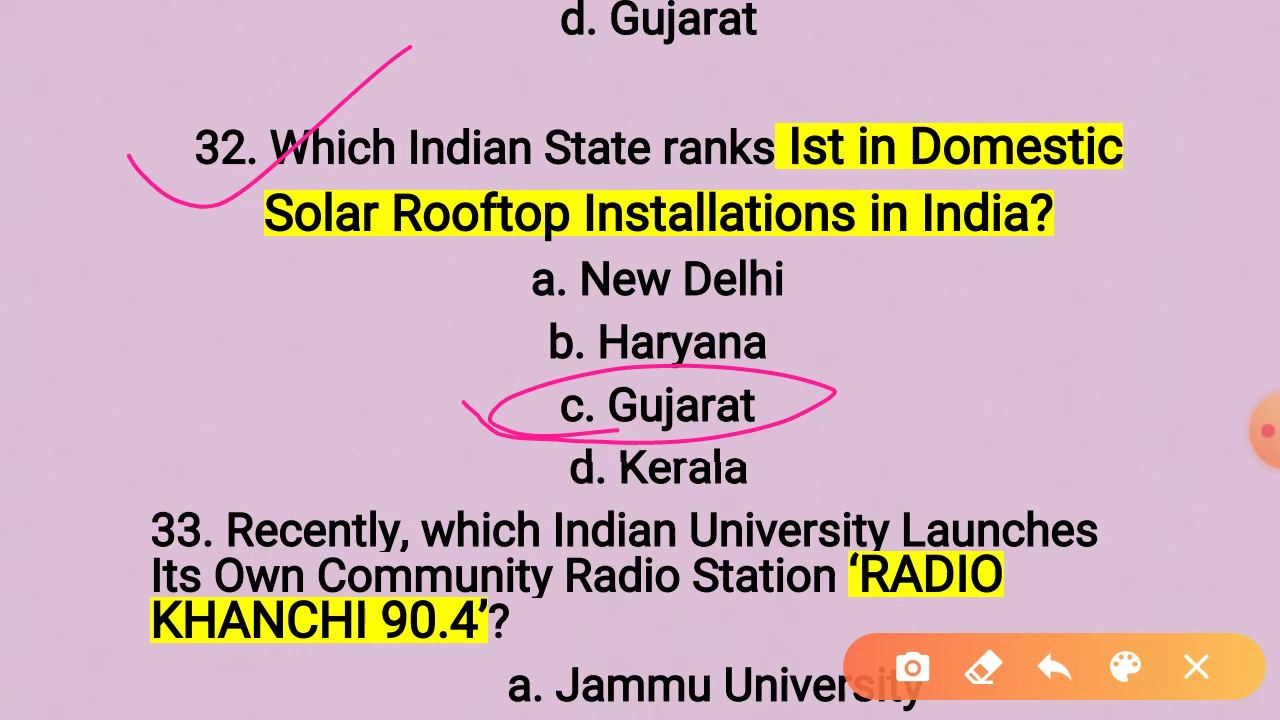 d. Gujarat
32. Which Indian State ranks Ist in Domestic
Solar Rooftop Installations in India?
a. New Delhi
b. Haryana
c. Gujarat
d. Kerala
33. Recently, which Indian University Launches
Its Own Community Radio Station ‘RADIO
KHANCHI 90.4’?
a. Jammu University